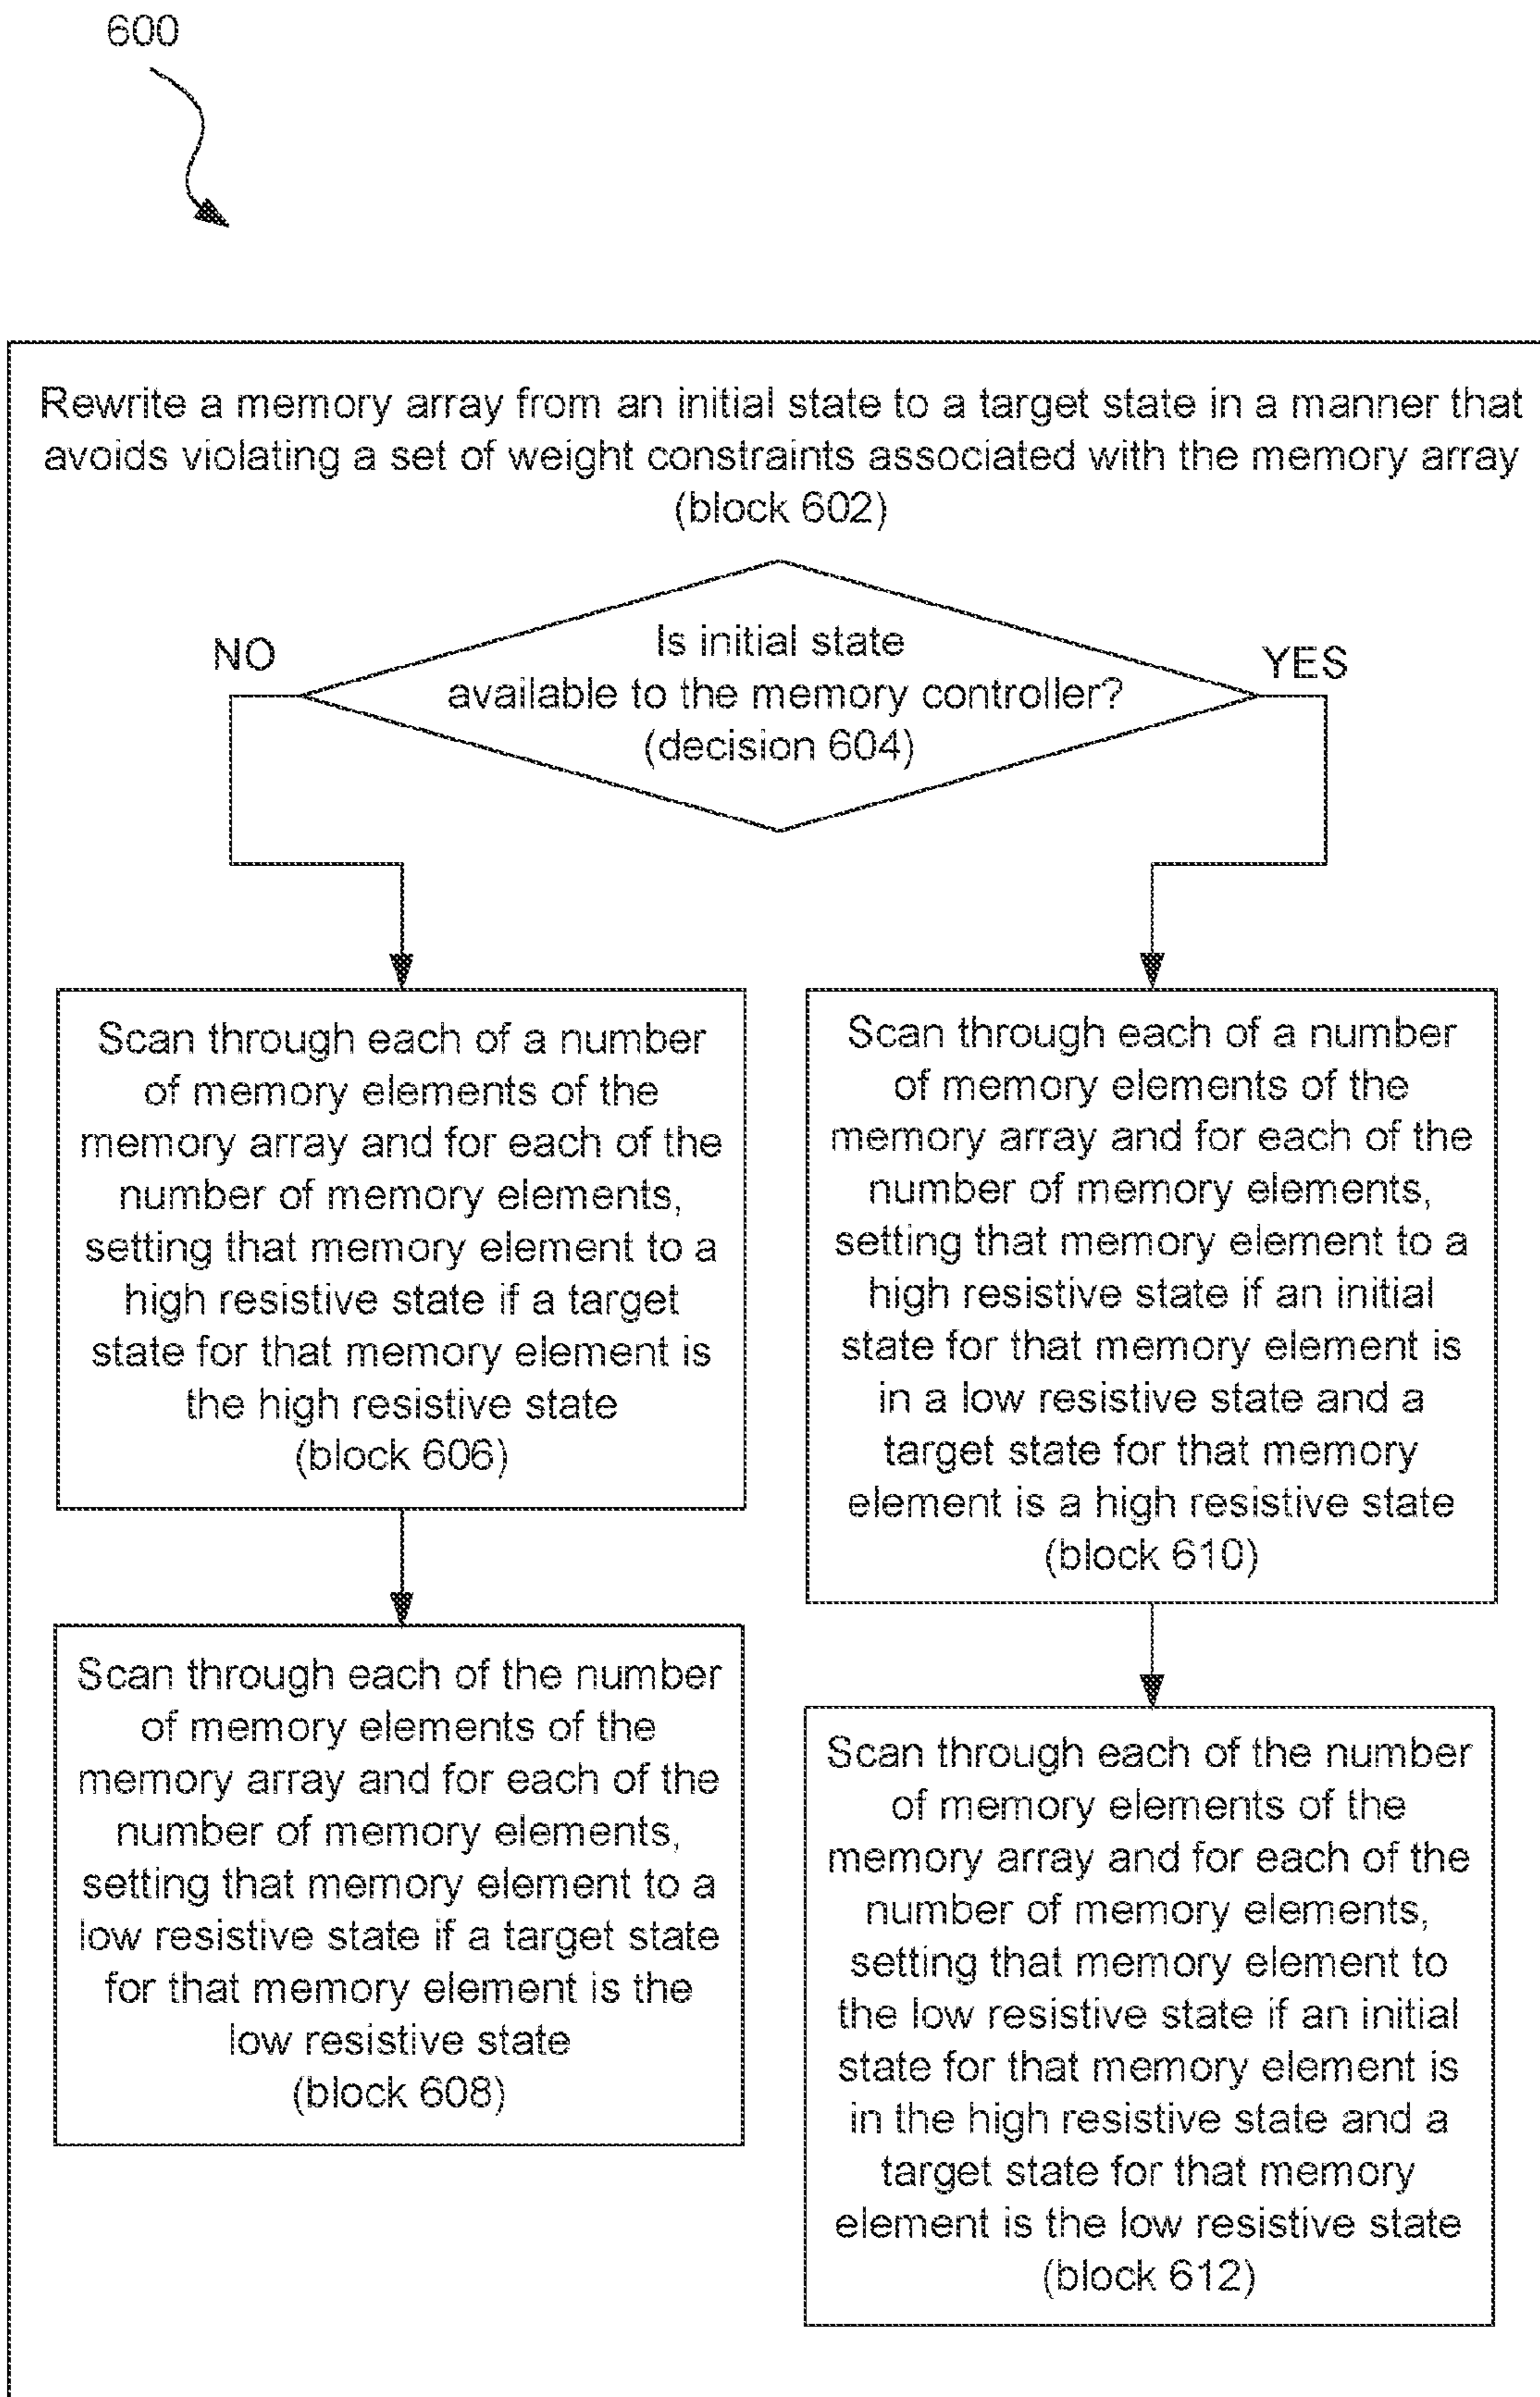 600
Rewrite a memory array from an initial state to a target state in a manner that
avoids violating a set of weight constraints associated with the memory array
(block 602)
NO
Is initial state
available to the memory controller?
(decision 604)
YES
Scan through each of a number
of memory elements of the
memory array and for each of the
number of memory elements,
setting that memory element to a
high resistive state if a target
state for that memory element is
the high resistive state
(block 606)
Scan through each of the number
of memory elements of the
memory array and for each of the
number of memory elements,
setting that memory element to a
low resistive state if a target state
for that memory element is the
low resistive state
(block 608)
Scan through each of a number
of memory elements of the
memory array and for each of the
number of memory elements,
setting that memory element to a
high resistive state if an initial
state for that memory element is
in a low resistive state and a
target state for that memory
element is a high resistive state
(block 610)
Scan through each of the number
of memory elements of the
memory array and for each of the
number of memory elements,
setting that memory element to
the low resistive state if an initial
state for that memory element is
in the high resistive state and a
target state for that memory
element is the low resistive state
(block 612)